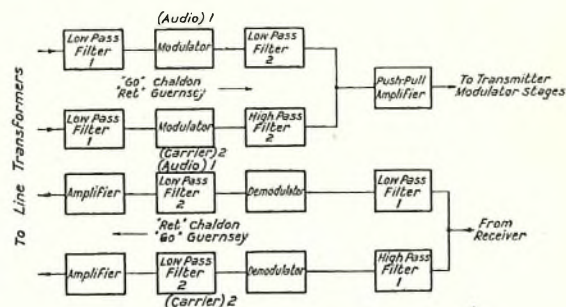 (Audio) 1
Low Pass
Filter
1
Modulator
Low Pass
Filter
2
"Go" Chaldon
"Ret" Guernsey
Push-Pull
Amplifier
To Transmitter
Modulator Stages
Low Pass
Filter
1
Modulator
High Pass
Filter
2
(Carrier) 2
(Audio) 1
Amplifier
Low Pass
Filter
2
Demodulator
Low Pass
Filter
1
"Ret" Chaldon
"Go" Guernsey
From
Receiver
Amplifier
Low Pass
Filter
2
Demodulator
High Pass
Filter
1
(Carrier) 2
To Line Transformers